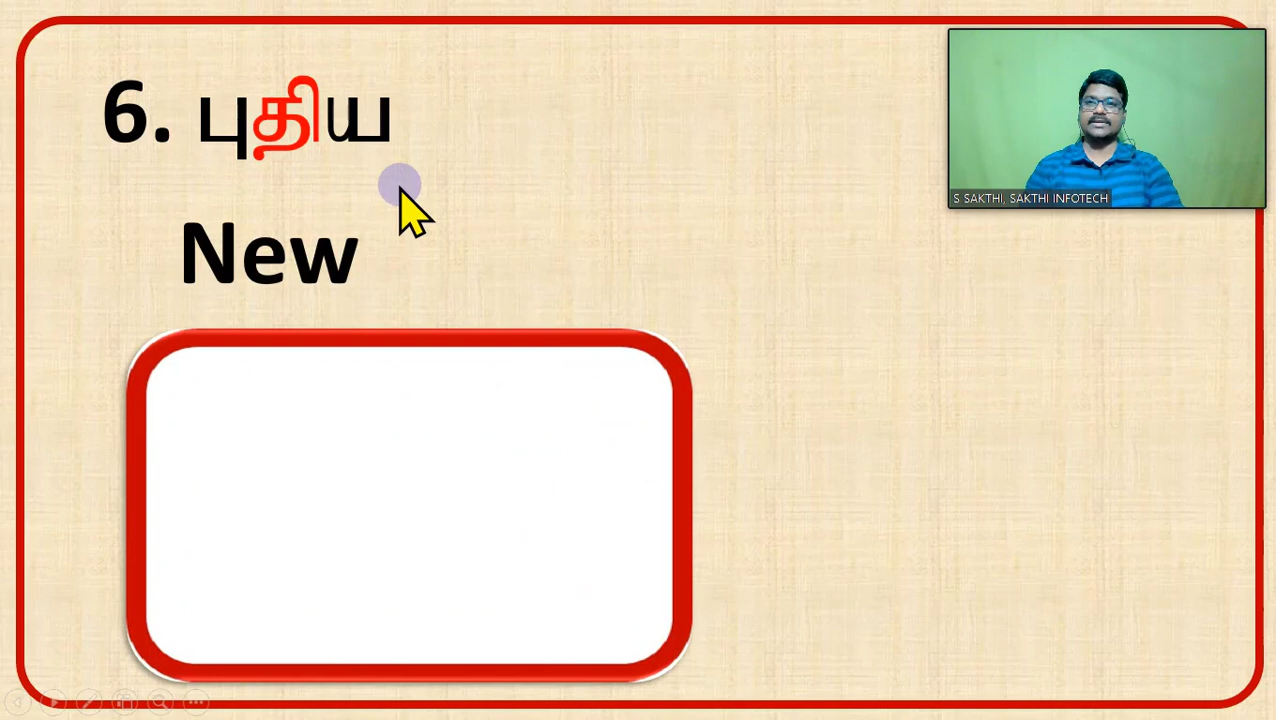 6. புதிய
New
S SAKTHI, SAKTHI INFOTECH